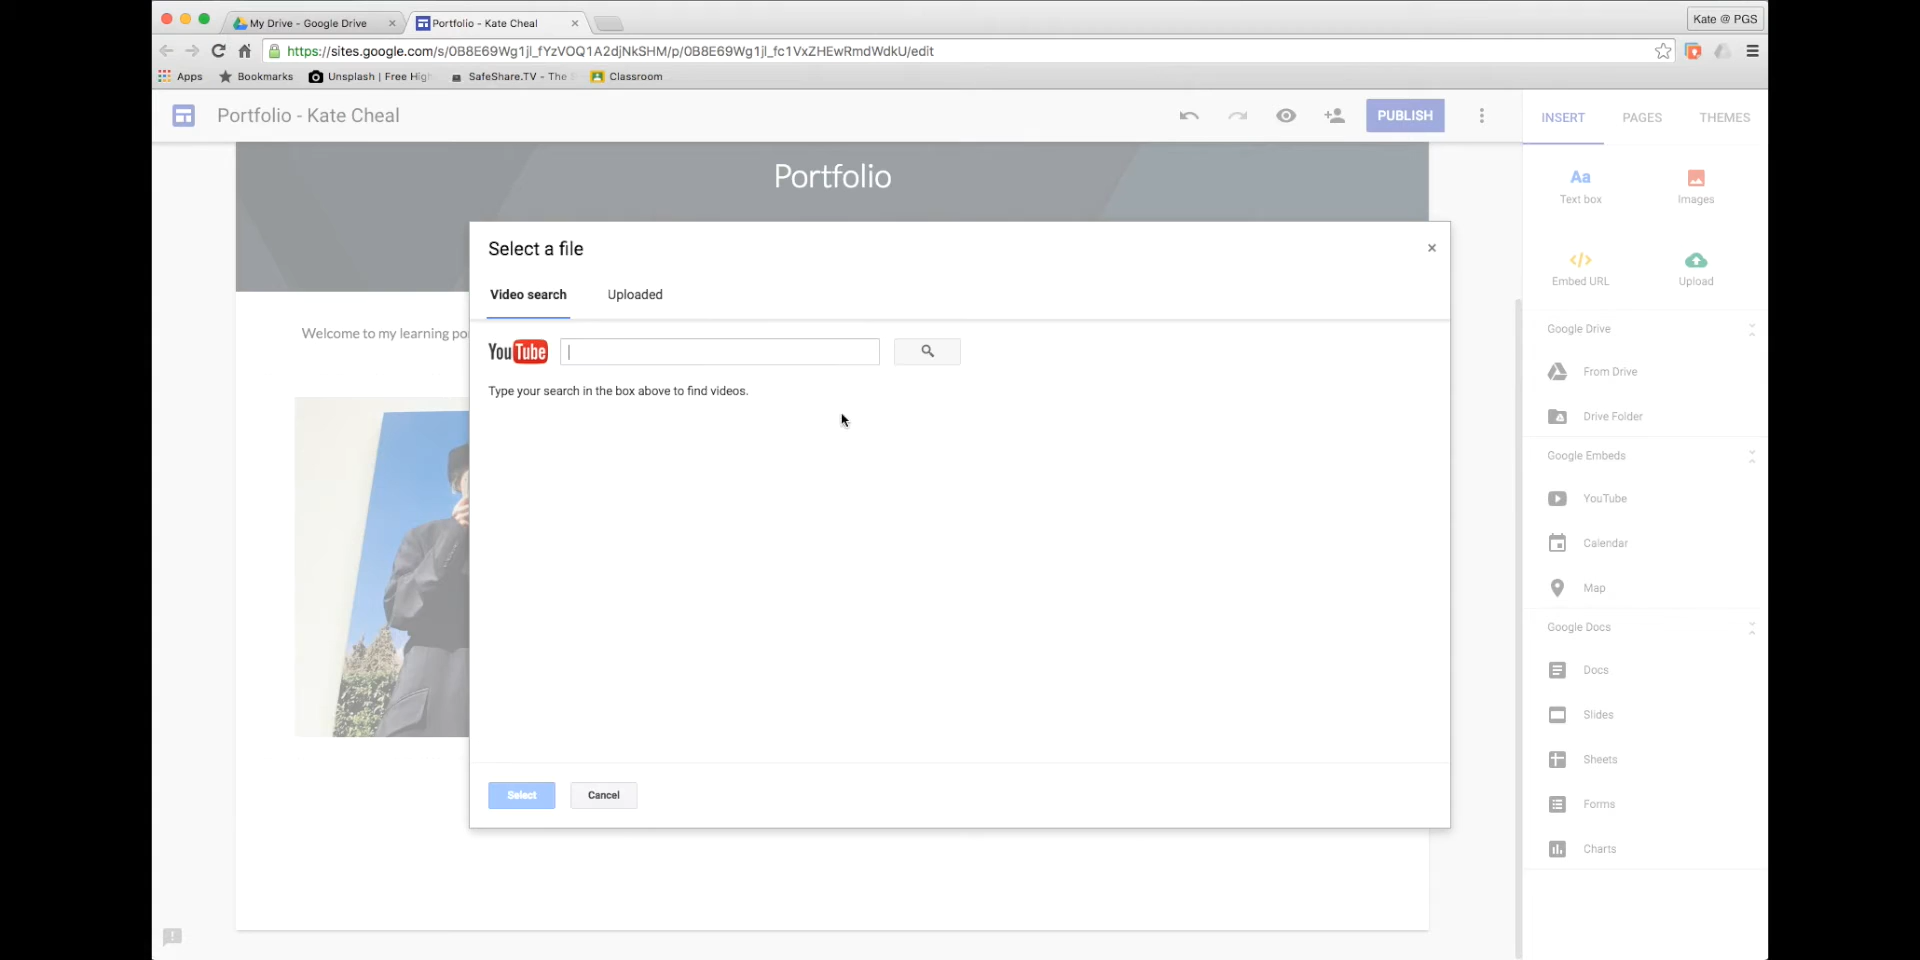 My Drive - Google Drive
Portfolio - Kate Cheal
Kate @ PGS
https://sites.google.com/s/0B8E69Wg1jl_fYzVOQ1A2djNkSHM/p/0B8E69Wg1jl_fc1VxZHEwRmdWdkU/edit
Apps
Bookmarks
Unsplash | Free High
SafeShare.TV - The S
Classroom
Portfolio - Kate Cheal
PUBLISH
INSERT
PAGES
THEMES
Portfolio
Aa
Text box
Images
Embed URL
Upload
Select a file
Video search
Uploaded
YouTube
Type your search in the box above to find videos.
Select
Cancel
Welcome to my learning po
Google Drive
From Drive
Drive Folder
Google Embeds
YouTube
Calendar
Map
Google Docs
Docs
Slides
Sheets
Forms
Charts